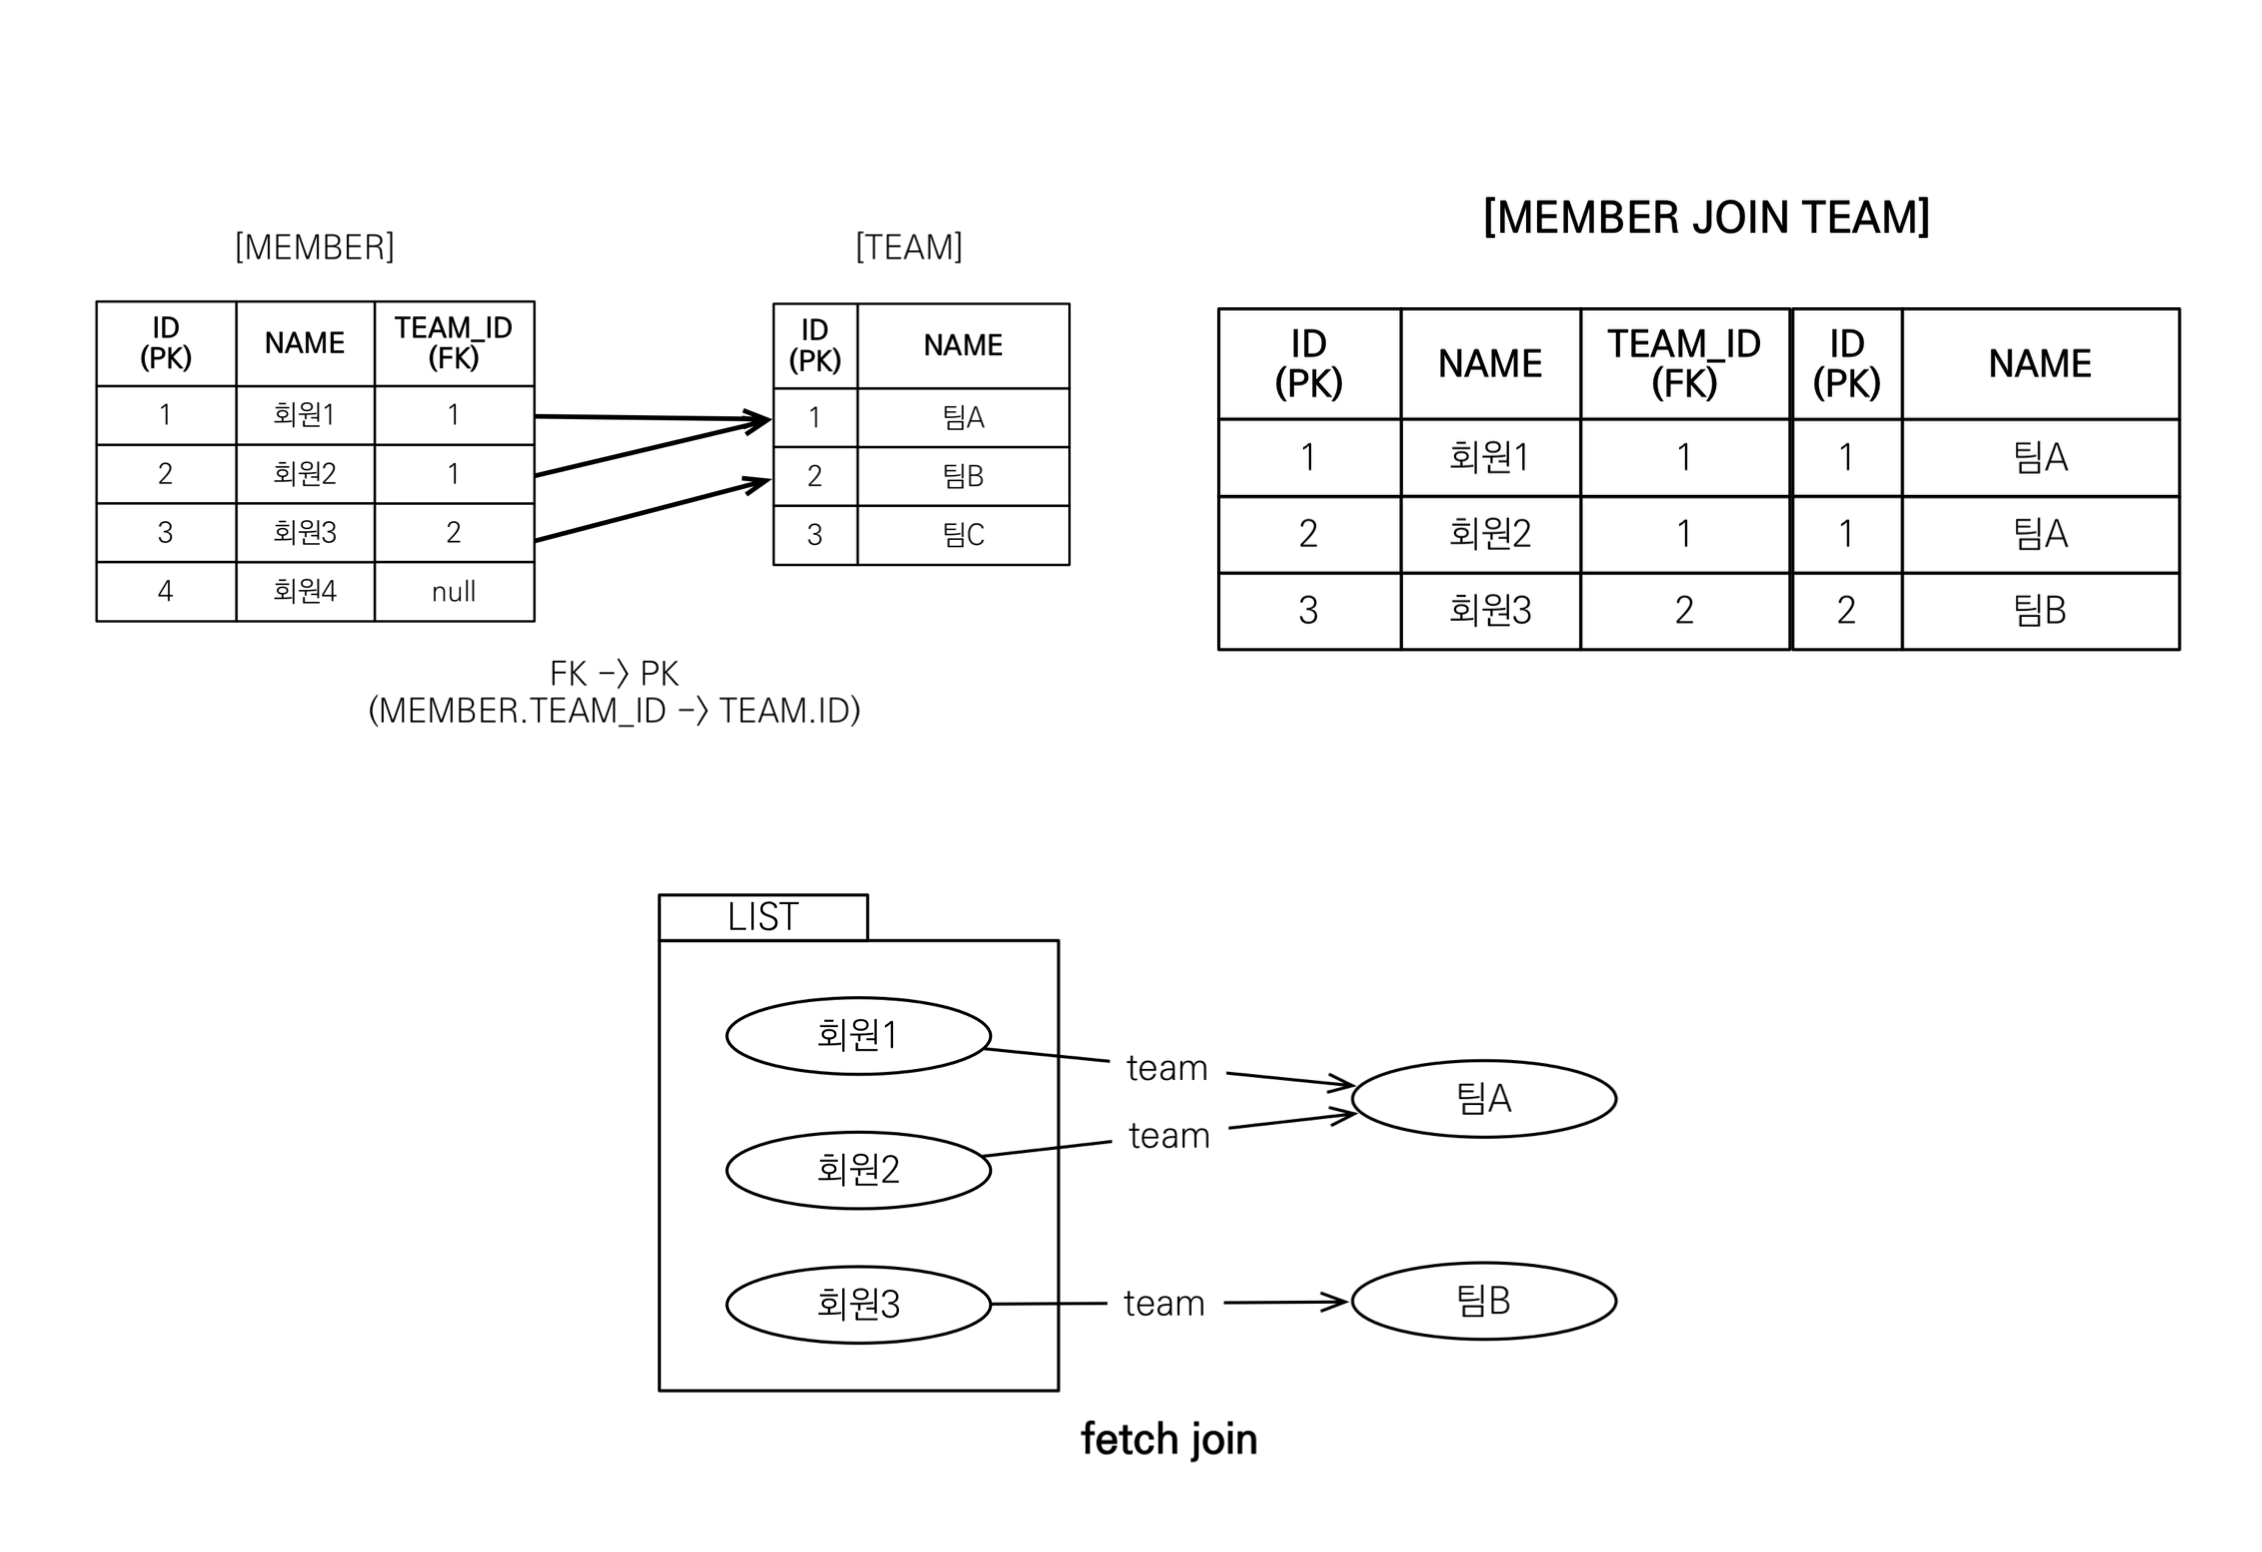 [MEMBER]
ID
(PK)
NAME
TEAM_ID
(FK)
1
회원1
1
2
회원2
1
3
회원3
2
4
회원4
null
[TEAM]
ID
(PK)
NAME
1
팀A
2
팀B
3
팀C
FK -> PK
(MEMBER.TEAM_ID -> TEAM.ID)
[MEMBER JOIN TEAM]
ID
(PK)
NAME
TEAM_ID
(FK)
ID
(PK)
NAME
1
회원1
1
1
팀A
2
회원2
1
1
팀A
3
회원3
2
2
팀B
LIST
회원1
team
팀A
회원2
team
회원3
team
팀B
fetch join